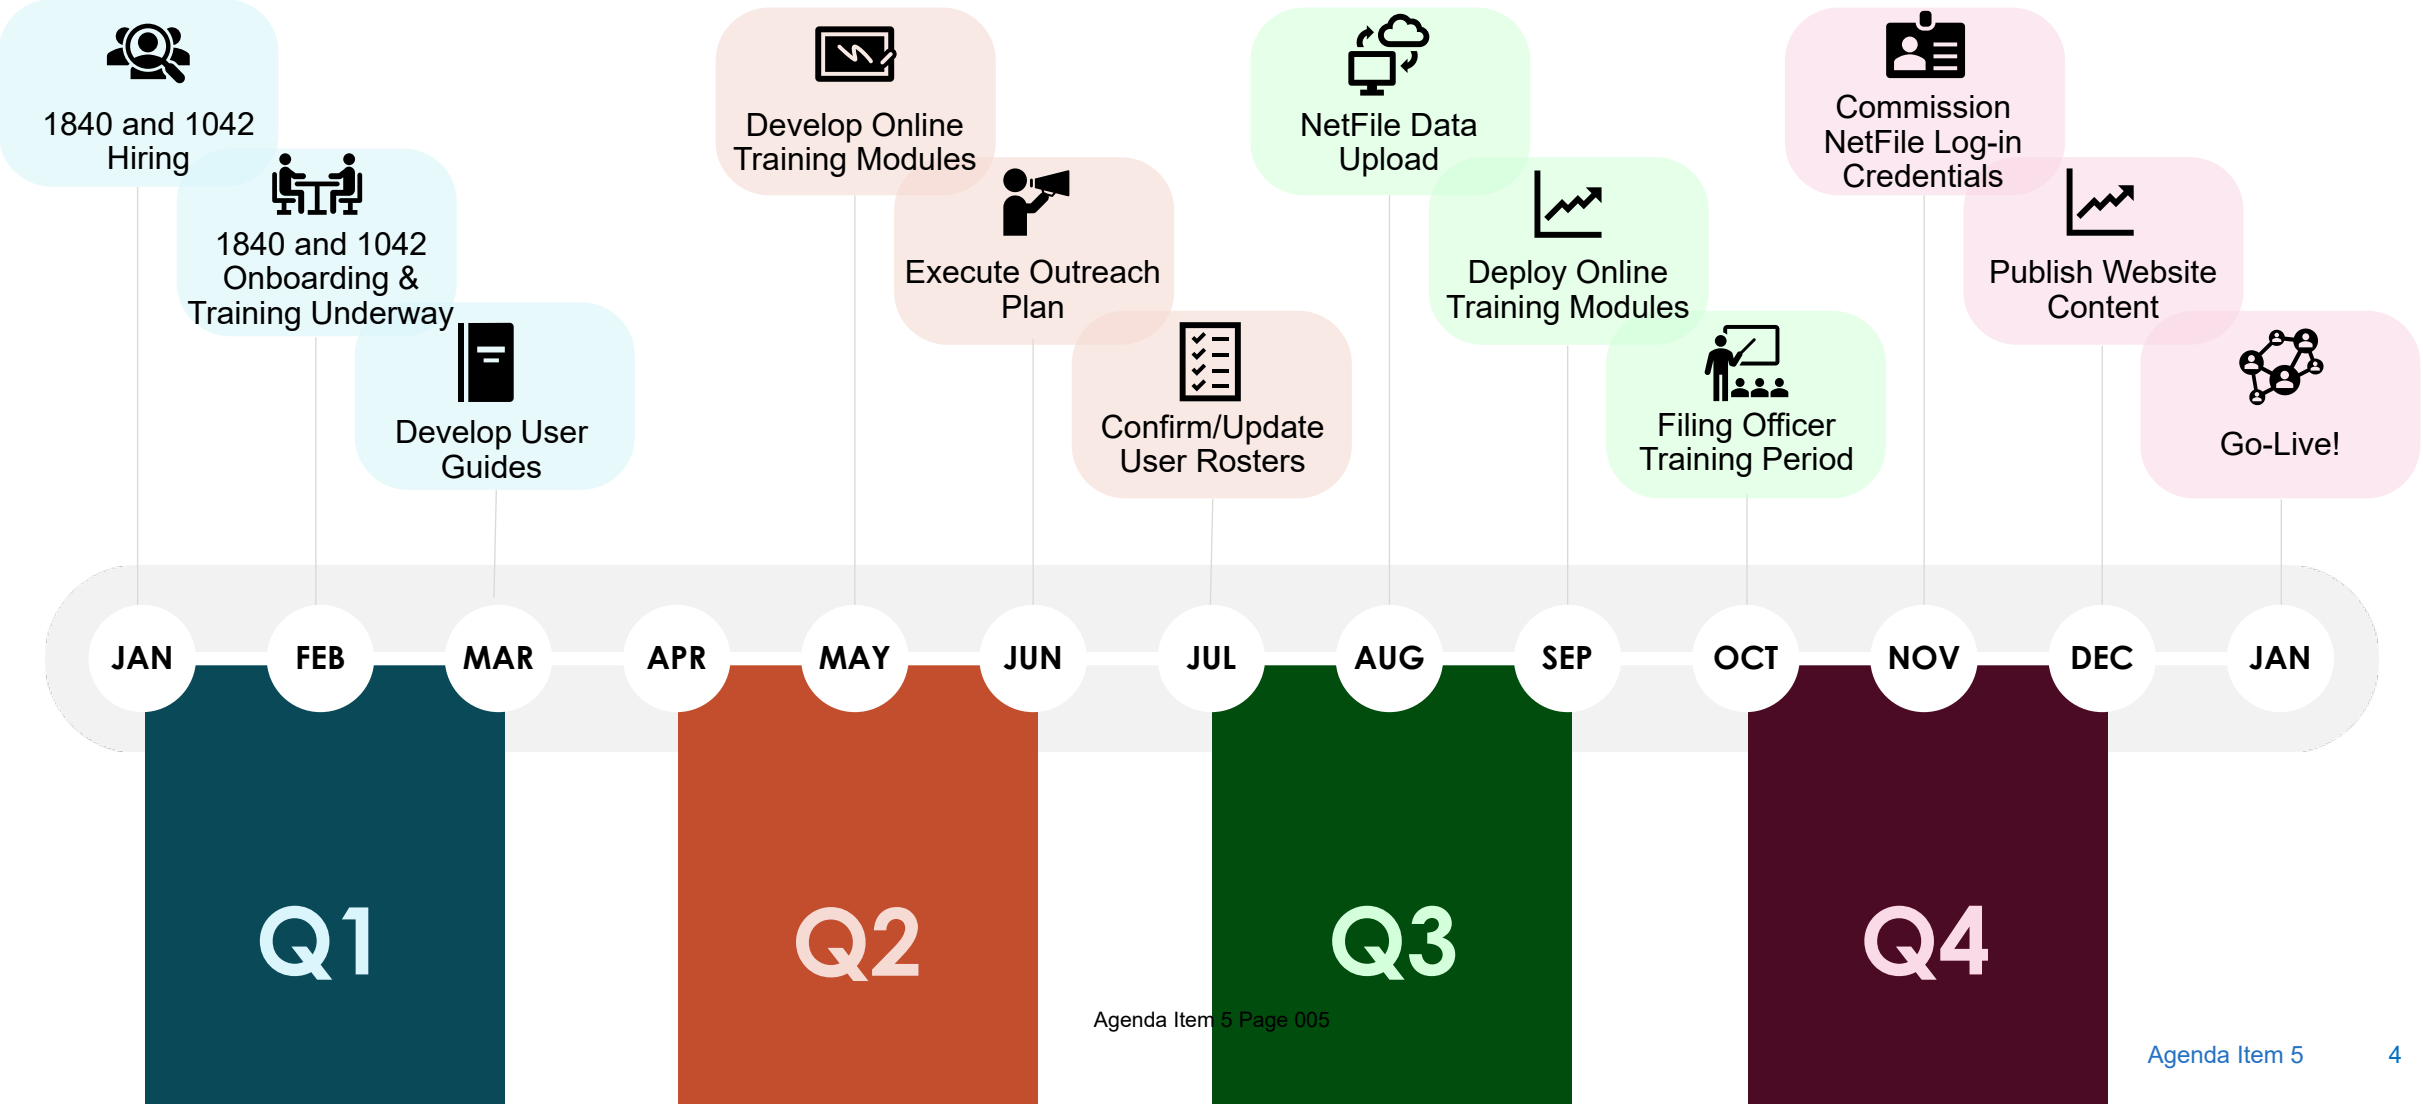 1840 and 1042
Hiring
1840 and 1042
Onboarding &
Training Underway
Develop User
Guides
Develop Online
Training Modules
Execute Outreach
Plan
Confirm/Update
User Rosters
NetFile Data
Upload
Deploy Online
Training Modules
Filing Officer
Training Period
Commission
NetFile Log-in
Credentials
Publish Website
Content
Go-Live!
JAN
FEB
MAR
APR
MAY
JUN
JUL
AUG
SEP
OCT
NOV
DEC
JAN
Q1
Q2
Q3
Q4
Agenda Item 5 Page 005
Agenda Item 5
4